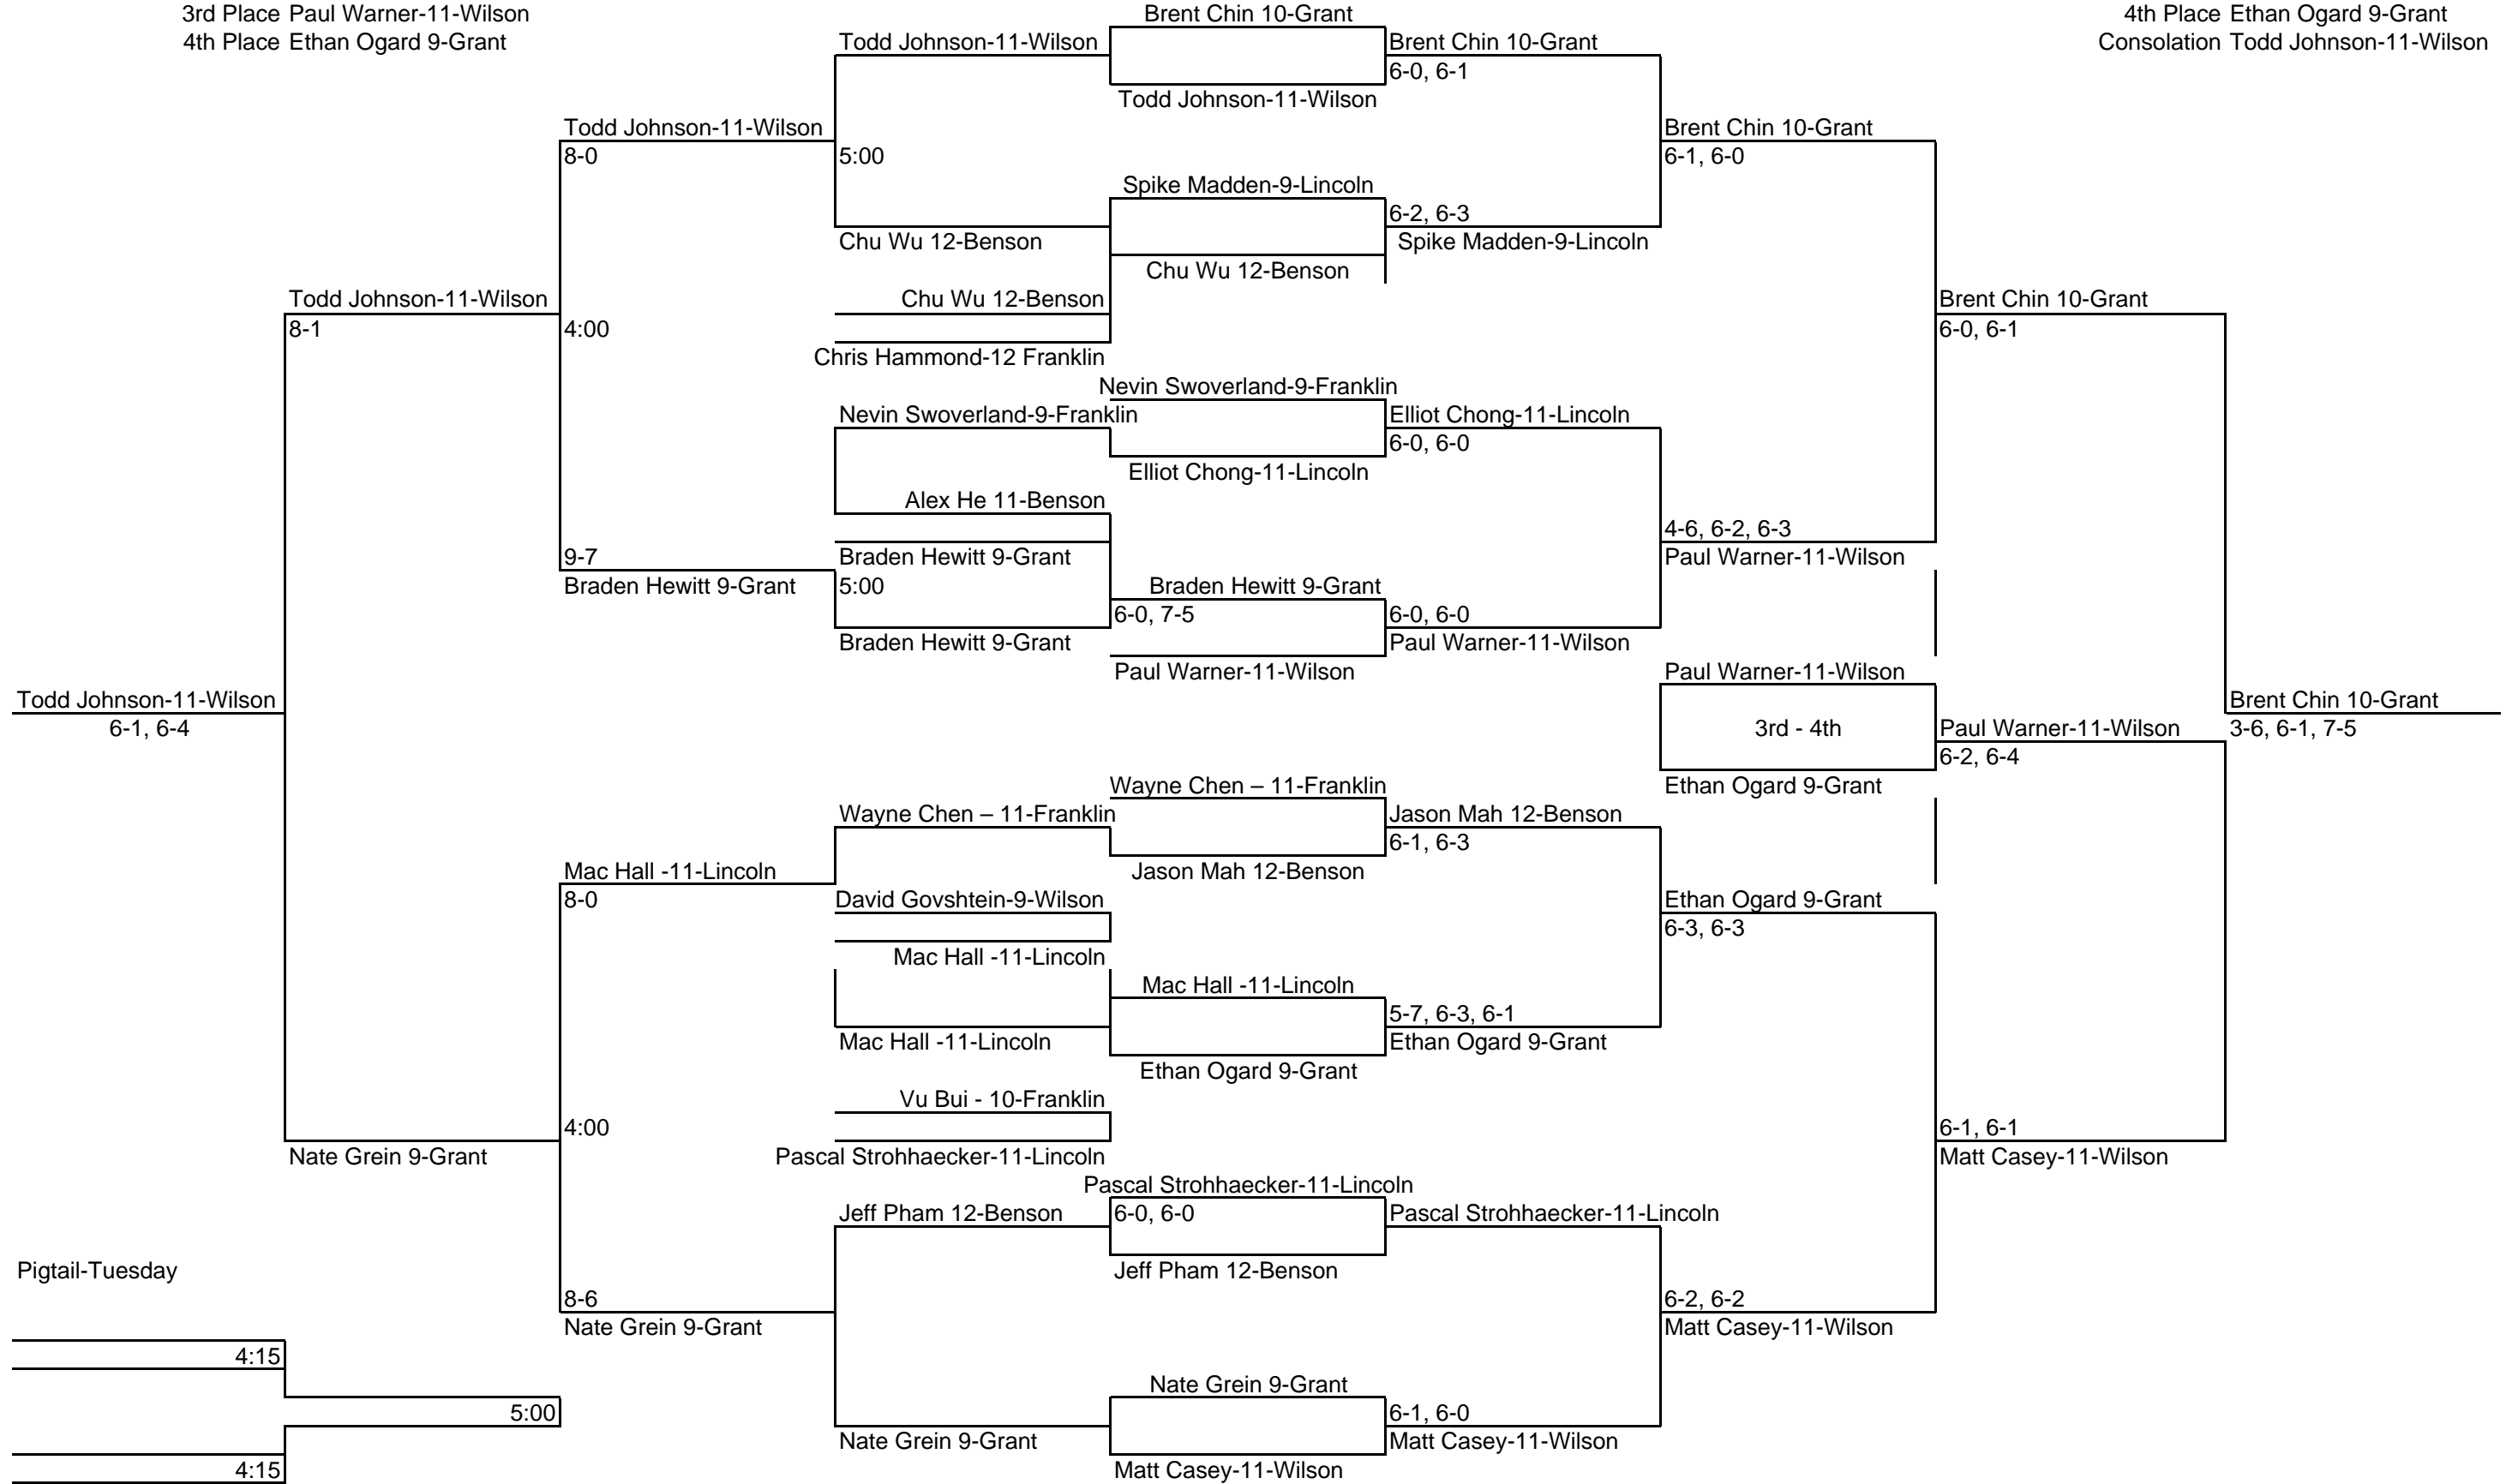 3rd Place Paul Warner-11-Wilson
Brent Chin 10-Grant
4th Place Ethan Ogard 9-Grant
4th Place Ethan Ogard 9-Grant
Todd Johnson-11-Wilson
Brent Chin 10-Grant
Consolation Todd Johnson-11-Wilson
6-0, 6-1
Todd Johnson-11-Wilson
Todd Johnson-11-Wilson
Brent Chin 10-Grant
8-0
5:00
6-1, 6-0
Spike Madden-9-Lincoln
6-2, 6-3
Chu Wu 12-Benson
Spike Madden-9-Lincoln
Chu Wu 12-Benson
Todd Johnson-11-Wilson
Chu Wu 12-Benson
Brent Chin 10-Grant
8-1
4:00
6-0, 6-1
Chris Hammond-12 Franklin
Nevin Swoverland-9-Franklin
Nevin Swoverland-9-Franklin
Elliot Chong-11-Lincoln
6-0, 6-0
Elliot Chong-11-Lincoln
Alex He 11-Benson
4-6, 6-2, 6-3
9-7
Braden Hewitt 9-Grant
Paul Warner-11-Wilson
Braden Hewitt 9-Grant
5:00
Braden Hewitt 9-Grant
6-0, 7-5
6-0, 6-0
Braden Hewitt 9-Grant
Paul Warner-11-Wilson
Paul Warner-11-Wilson
Paul Warner-11-Wilson
Todd Johnson-11-Wilson
Brent Chin 10-Grant
6-1, 6-4
3rd - 4th
Paul Warner-11-Wilson
3-6, 6-1, 7-5
6-2, 6-4
Wayne Chen – 11-Franklin
Ethan Ogard 9-Grant
Wayne Chen – 11-Franklin
Jason Mah 12-Benson
6-1, 6-3
Mac Hall -11-Lincoln
Jason Mah 12-Benson
8-0
David Govshtein-9-Wilson
Ethan Ogard 9-Grant
6-3, 6-3
Mac Hall -11-Lincoln
Mac Hall -11-Lincoln
5-7, 6-3, 6-1
Mac Hall -11-Lincoln
Ethan Ogard 9-Grant
Ethan Ogard 9-Grant
Vu Bui - 10-Franklin
4:00
6-1, 6-1
Nate Grein 9-Grant
Pascal Strohhaecker-11-Lincoln
Matt Casey-11-Wilson
Pascal Strohhaecker-11-Lincoln
Jeff Pham 12-Benson
6-0, 6-0
Pascal Strohhaecker-11-Lincoln
Pigtail-Tuesday
Jeff Pham 12-Benson
8-6
6-2, 6-2
Nate Grein 9-Grant
Matt Casey-11-Wilson
4:15
Nate Grein 9-Grant
5:00
6-1, 6-0
Nate Grein 9-Grant
Matt Casey-11-Wilson
4:15
Matt Casey-11-Wilson